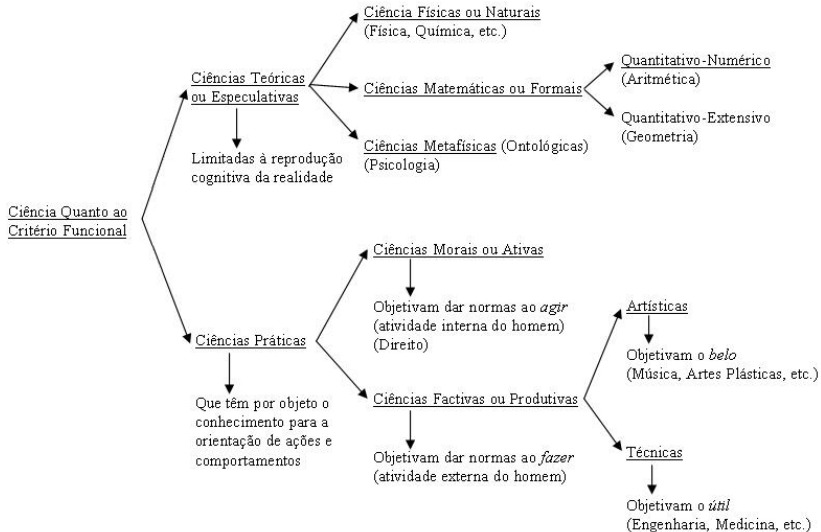 Ciência Físicas ou Naturais
(Física, Química, etc.)
Ciências Teóricas
ou Especulativas
Ciências Matemáticas ou Formais
Quantitativo-Numérico
(Aritmética)
Quantitativo-Extensivo
(Geometria)
Ciências Metafísicas (Ontológicas)
(Psicologia)
Limitadas à reprodução
cognitiva da realidade
Ciência Quanto ao
Critério Funcional
Ciências Práticas
Que têm por objeto o
conhecimento para a
orientação de ações e
comportamentos
Ciências Morais ou Ativas
Objetivam dar normas ao agir
(atividade interna do homem)
(Direito)
Ciências Factivas ou Produtivas
Objetivam dar normas ao fazer
(atividade externa do homem)
Artísticas
Objetivam o belo
(Música, Artes Plásticas, etc.)
Técnicas
Objetivam o útil
(Engenharia, Medicina, etc.)